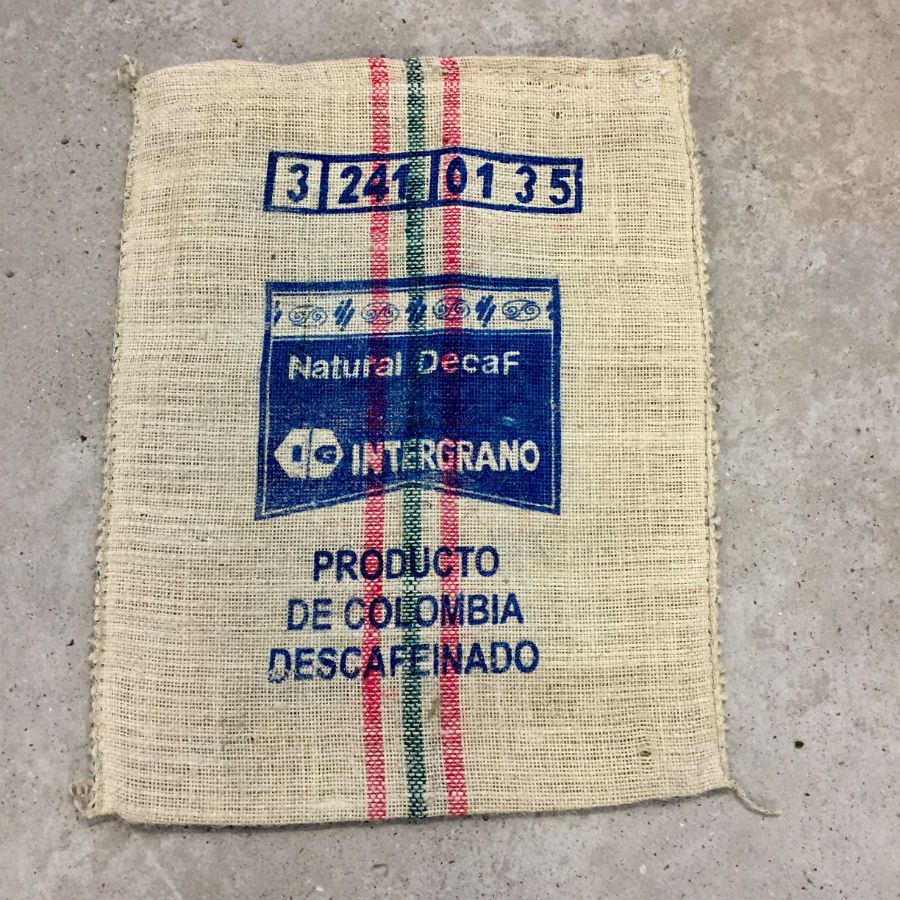 3 241 0135
Natural Decaf
IG INTERGRANO
PRODUCTO
DE COLOMBIA
DESCAFEINADO